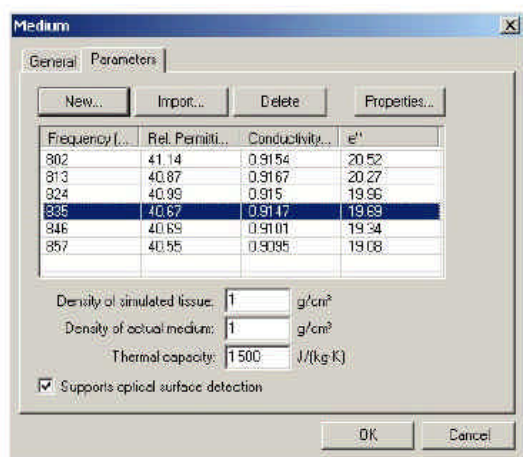 Medium
General Parameters
New... Import... Delete Properties...
Frequency (... Rel. Permitti... Conductivity... e''
802 41.14 0.9154 20.52
813 40.87 0.9167 20.27
824 40.99 0.915 19.96
835 40.67 0.9147 19.69
846 40.69 0.9101 19.34
857 40.55 0.9095 19.08
Density of simulated tissue: 1 g/cm³
Density of actual medium: 1 g/cm³
Thermal capacity: 1500 J/(kg·K)
Supports optical surface detection
OK Cancel